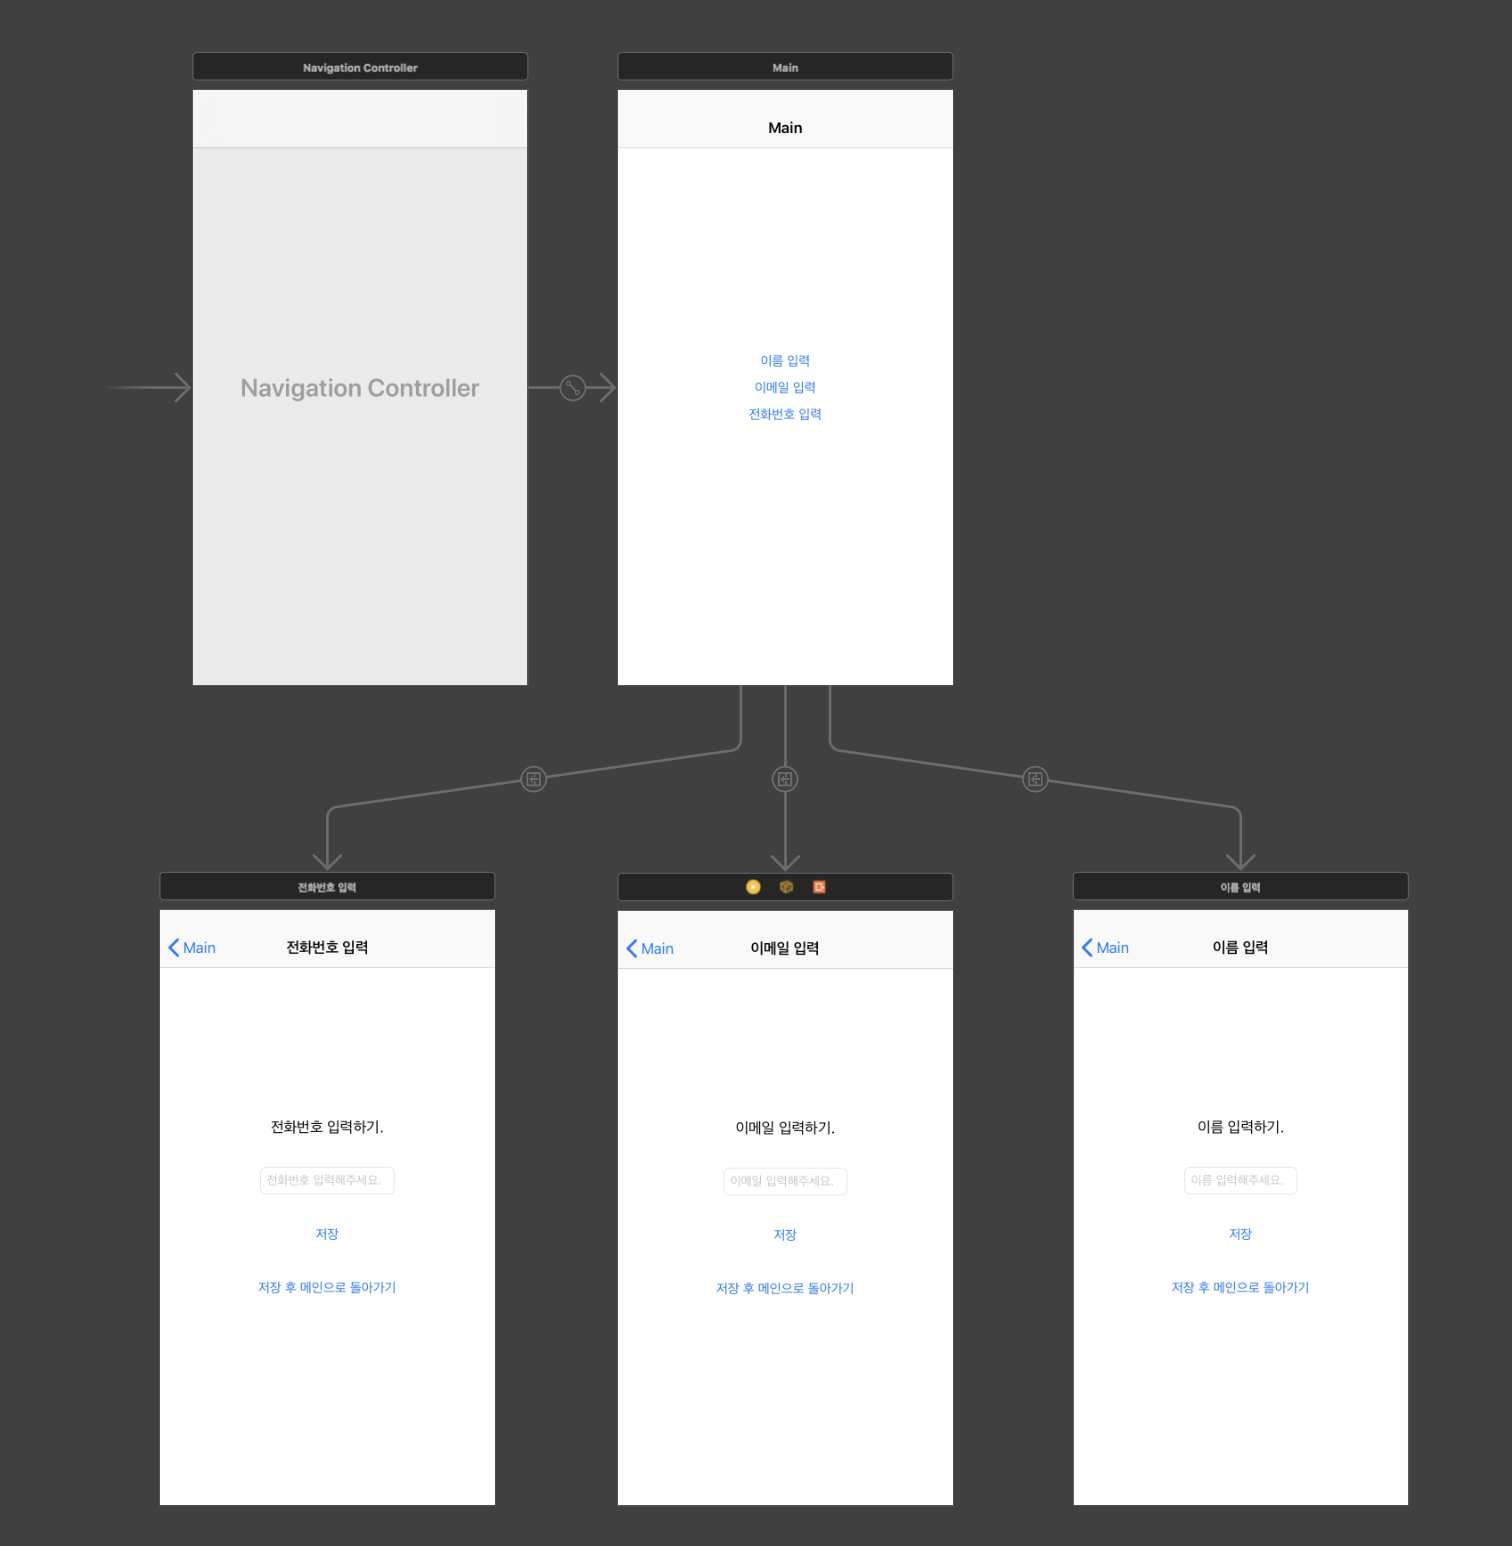 Navigation Controller
Navigation Controller
Main
Main
이름 입력
이메일 입력
전화번호 입력
전화번호 입력
Main
전화번호 입력
전화번호 입력하기.
전화번호 입력해주세요.
저장
저장 후 메인으로 돌아가기
Main
이메일 입력
이메일 입력하기.
이메일 입력해주세요.
저장
저장 후 메인으로 돌아가기
이름 입력
Main
이름 입력
이름 입력하기.
이름 입력해주세요.
저장
저장 후 메인으로 돌아가기